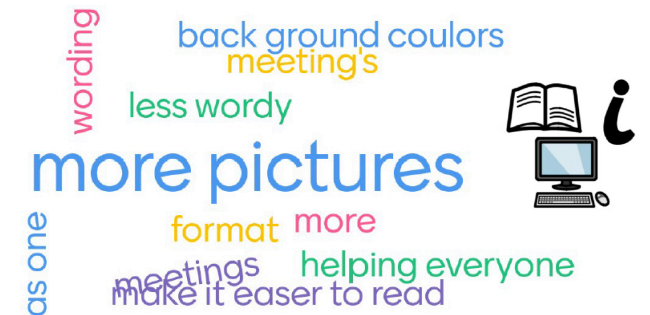 wording
back ground coulors
meeting's
less wordy
more pictures
format
more
as one
meetings
helping everyone
make it easer to read
i